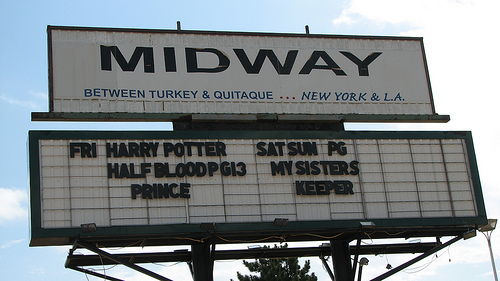 MIDWAY
BETWEEN TURKEY & QUITAQUE ... NEW YORK & L.A.
FRI HARRY POTTER SAT SUN PG
HALF BLOOD PG13 MY SISTERS
PRINCE KEEPER